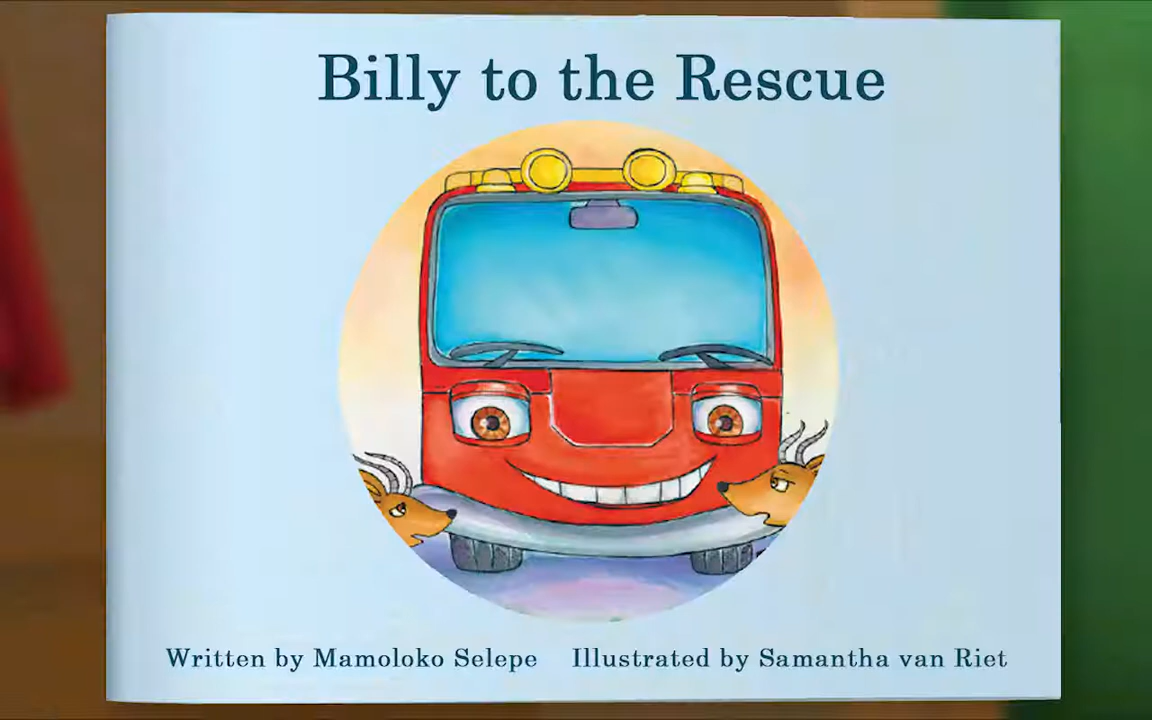 Billy to the Rescue
Written by Mamoloko Selepe Illustrated by Samantha van Riet